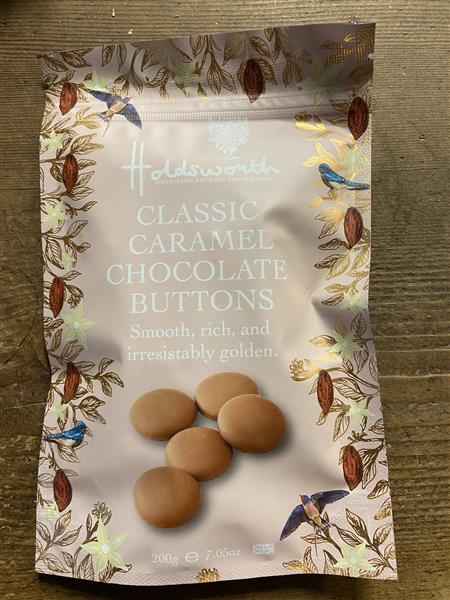 Holdsworth
HANDMADE ENGLISH CHOCOLATES
CLASSIC
CARAMEL
CHOCOLATE
BUTTONS
Smooth, rich, and
irresistably golden.
200g ℮ 7.05oz